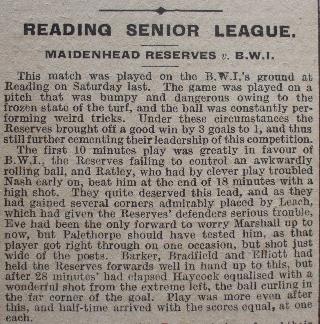 READING SENIOR LEAGUE.
MAIDENHEAD RESERVES v. B.W.I.
This match was played on the B.W.I.'s ground at
Reading on Saturday last. The game was played on a
pitch that was bumpy and dangerous owing to the
frozen state of the turf, and the ball was constantly per-
forming weird tricks. Under these circumstances the
Reserves brought off a good win by 3 goals to 1, and thus
still further cementing their leadership of this competition.
The first 10 minutes play was greatly in favour of
B.W.I., the Reserves failing to control an awkwardly
rolling ball, and Ratley, who had by clever play troubled
Nash early on, beat him at the end of 18 minutes with a
high shot. They quite deserved this lead, and as they
had gained several corners admirably placed by Leach,
which had given the Reserves' defenders serious trouble,
Eve had been the only forward to worry Marshall up to
now, but Palethorpe should have tested him, as that
player got right through on one occasion, but shot just
wide of the posts. Barker, Bradfield and Elliott had
held the Reserves forwards well in hand up to this, but
after 28 minutes' had elapsed Haycock equalised with a
wonderful shot from the extreme left, the ball curling in
the far corner of the goal. Play was more even after
this, and half-time arrived with the scores equal, at one
each.